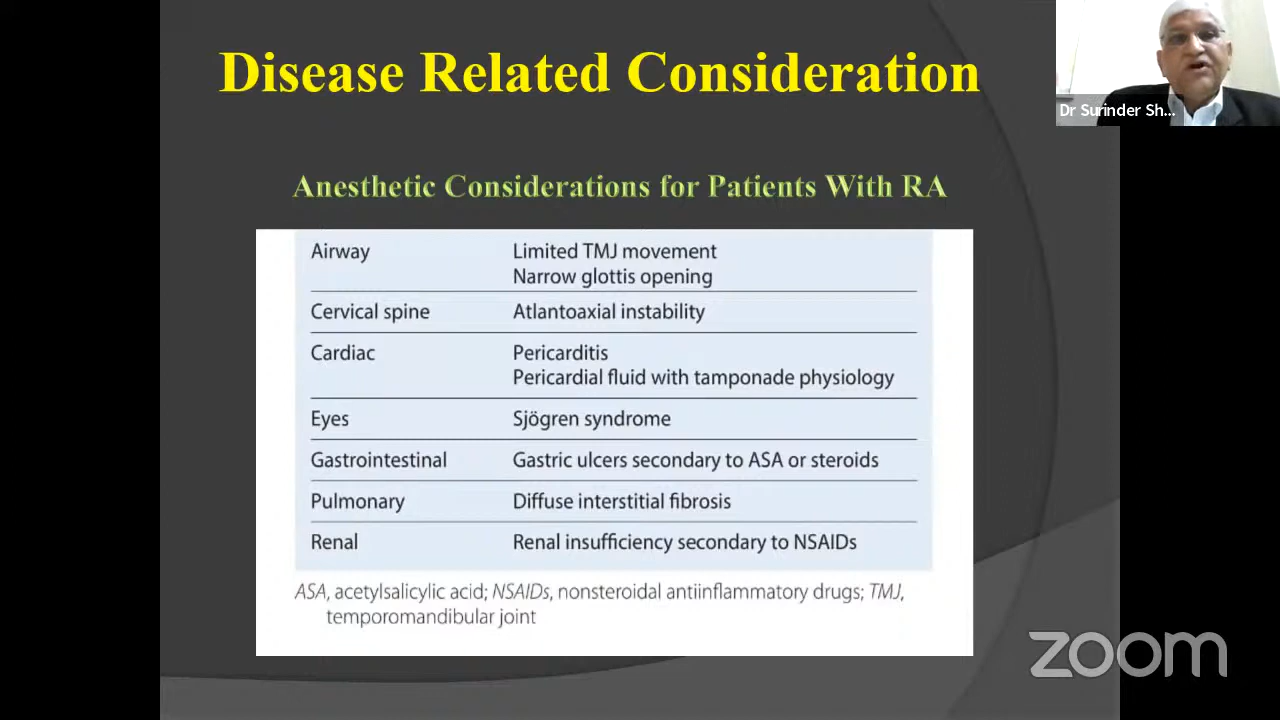 Disease Related Consideration
Dr Surinder Sh...
Anesthetic Considerations for Patients With RA
Airway Limited TMJ movement
Narrow glottis opening
Cervical spine Atlantoaxial instability
Cardiac Pericarditis
Pericardial fluid with tamponade physiology
Eyes Sjögren syndrome
Gastrointestinal Gastric ulcers secondary to ASA or steroids
Pulmonary Diffuse interstitial fibrosis
Renal Renal insufficiency secondary to NSAIDs
ASA, acetylsalicylic acid; NSAIDs, nonsteroidal antiinflammatory drugs; TMJ,
temporomandibular joint
zoom